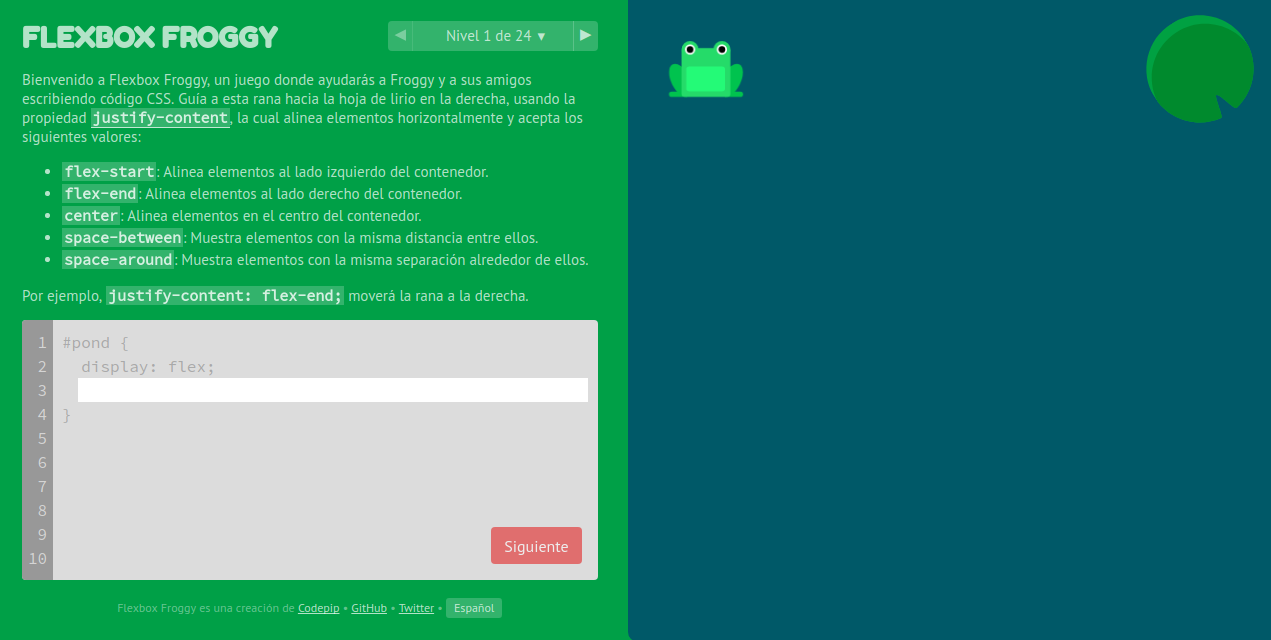 FLEXBOX FROGGY
◀ Nivel 1 de 24 ▾ ▶
Bienvenido a Flexbox Froggy, un juego donde ayudarás a Froggy y a sus amigos
escribiendo código CSS. Guía a esta rana hacia la hoja de lirio en la derecha, usando la
propiedad justify-content, la cual alinea elementos horizontalmente y acepta los
siguientes valores:
• flex-start: Alinea elementos al lado izquierdo del contenedor.
• flex-end: Alinea elementos al lado derecho del contenedor.
• center: Alinea elementos en el centro del contenedor.
• space-between: Muestra elementos con la misma distancia entre ellos.
• space-around: Muestra elementos con la misma separación alrededor de ellos.
Por ejemplo, justify-content: flex-end; moverá la rana a la derecha.
1 #pond {
2 display: flex;
3
4 }
5
6
7
8
9
10
Siguiente
Flexbox Froggy es una creación de Codepip • GitHub • Twitter • Español